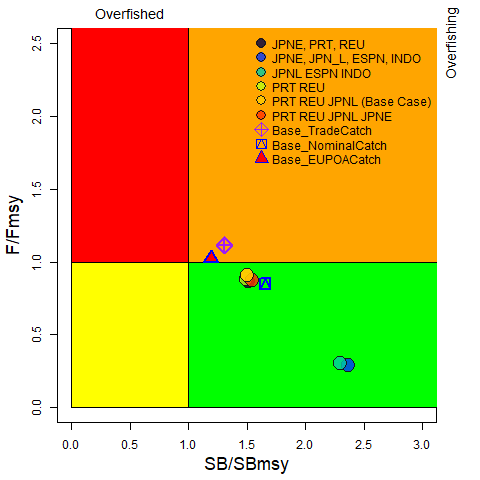 Overfished
Overfishing
JPNE, PRT, REU
JPNE, JPN_L, ESPN, INDO
JPNL ESPN INDO
PRT REU
PRT REU JPNL (Base Case)
PRT REU JPNL JPNE
Base_TradeCatch
Base_NominalCatch
Base_EUPOACatch
F/Fmsy
2.5
2.0
1.5
1.0
0.5
0.0
0.0 0.5 1.0 1.5 2.0 2.5 3.0
SB/SBmsy